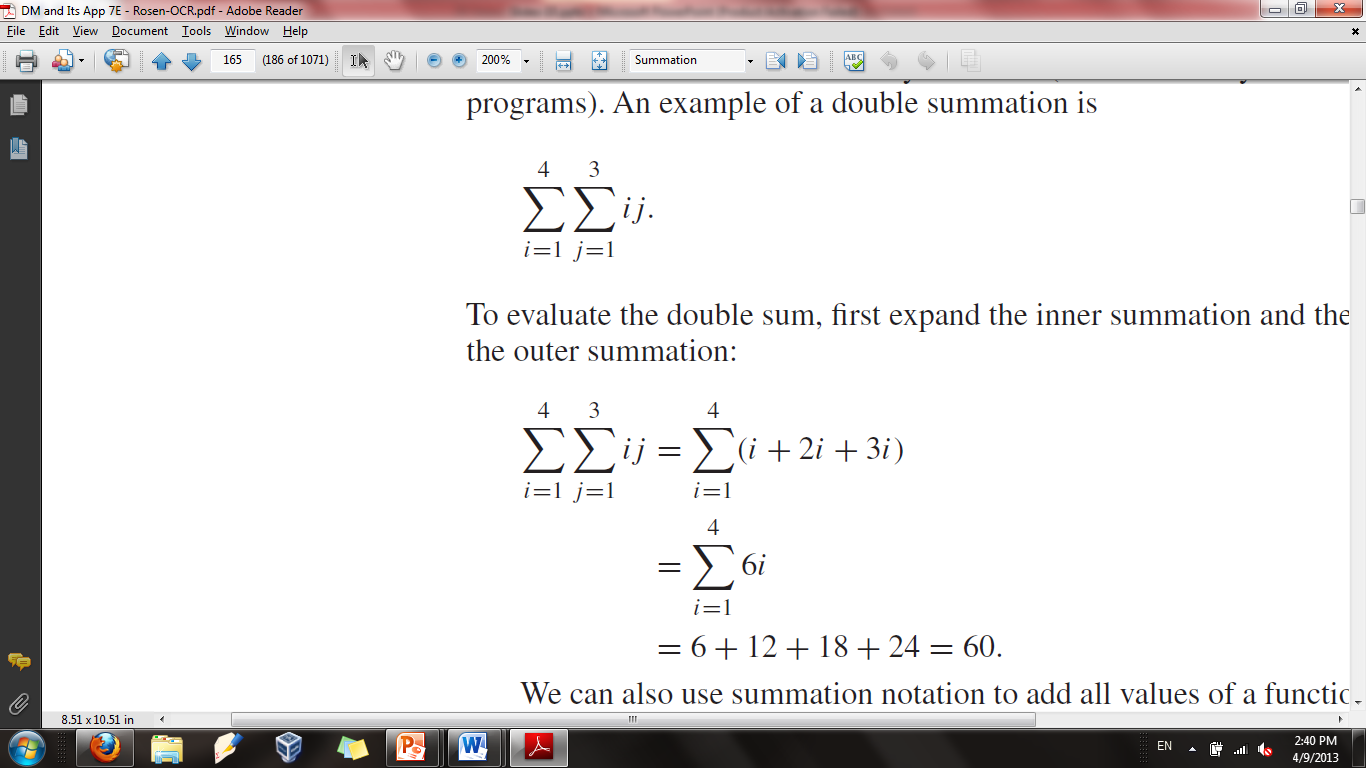 DM and Its App 7E - Rosen-OCR.pdf - Adobe Reader
File Edit View Document Tools Window Help
165 (186 of 1071) 200% Summation
programs). An example of a double summation is
4 3
∑ ∑ ij.
i=1 j=1
To evaluate the double sum, first expand the inner summation and the
the outer summation:
4 3 4
∑ ∑ ij = ∑ (i + 2i + 3i)
i=1 j=1 i=1
4
= ∑ 6i
i=1
= 6 + 12 + 18 + 24 = 60.
We can also use summation notation to add all values of a functio
8.51 x 10.51 in
EN 2:40 PM
4/9/2013